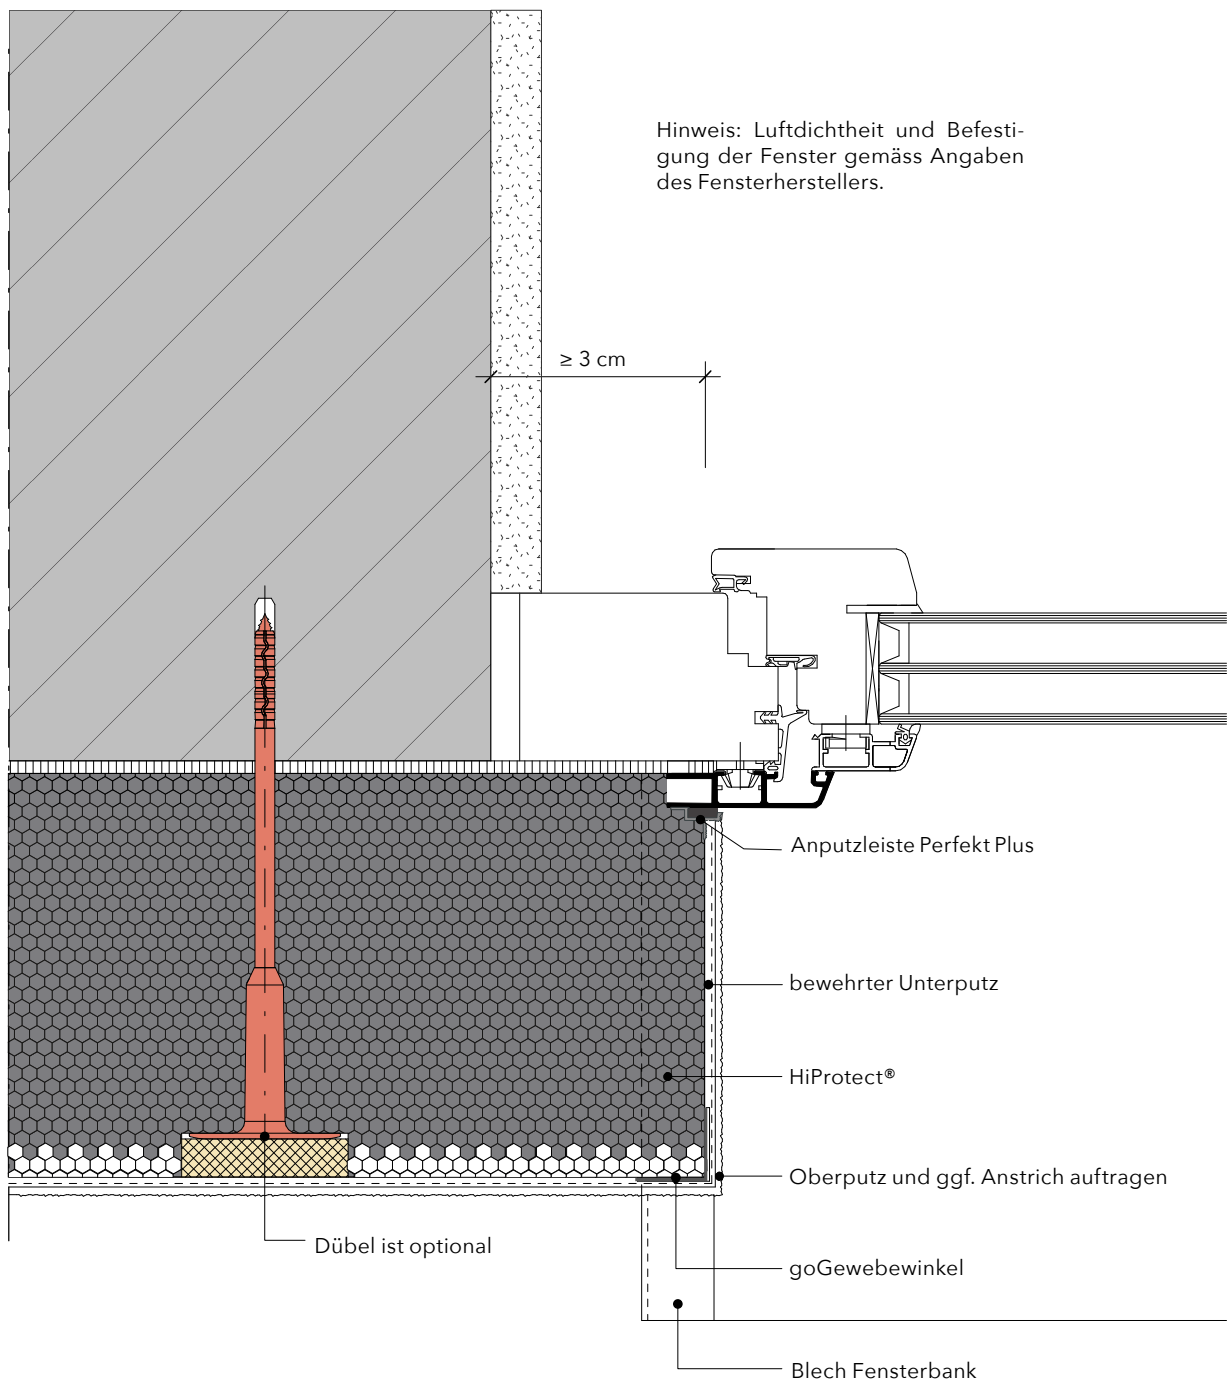 Hinweis: Luftdichtheit und Befesti-
gung der Fenster gemäss Angaben
des Fensterherstellers.
≥ 3 cm
Anputzleiste Perfekt Plus
bewehrter Unterputz
HiProtect®
Oberputz und ggf. Anstrich auftragen
Dübel ist optional
goGewebewinkel
Blech Fensterbank